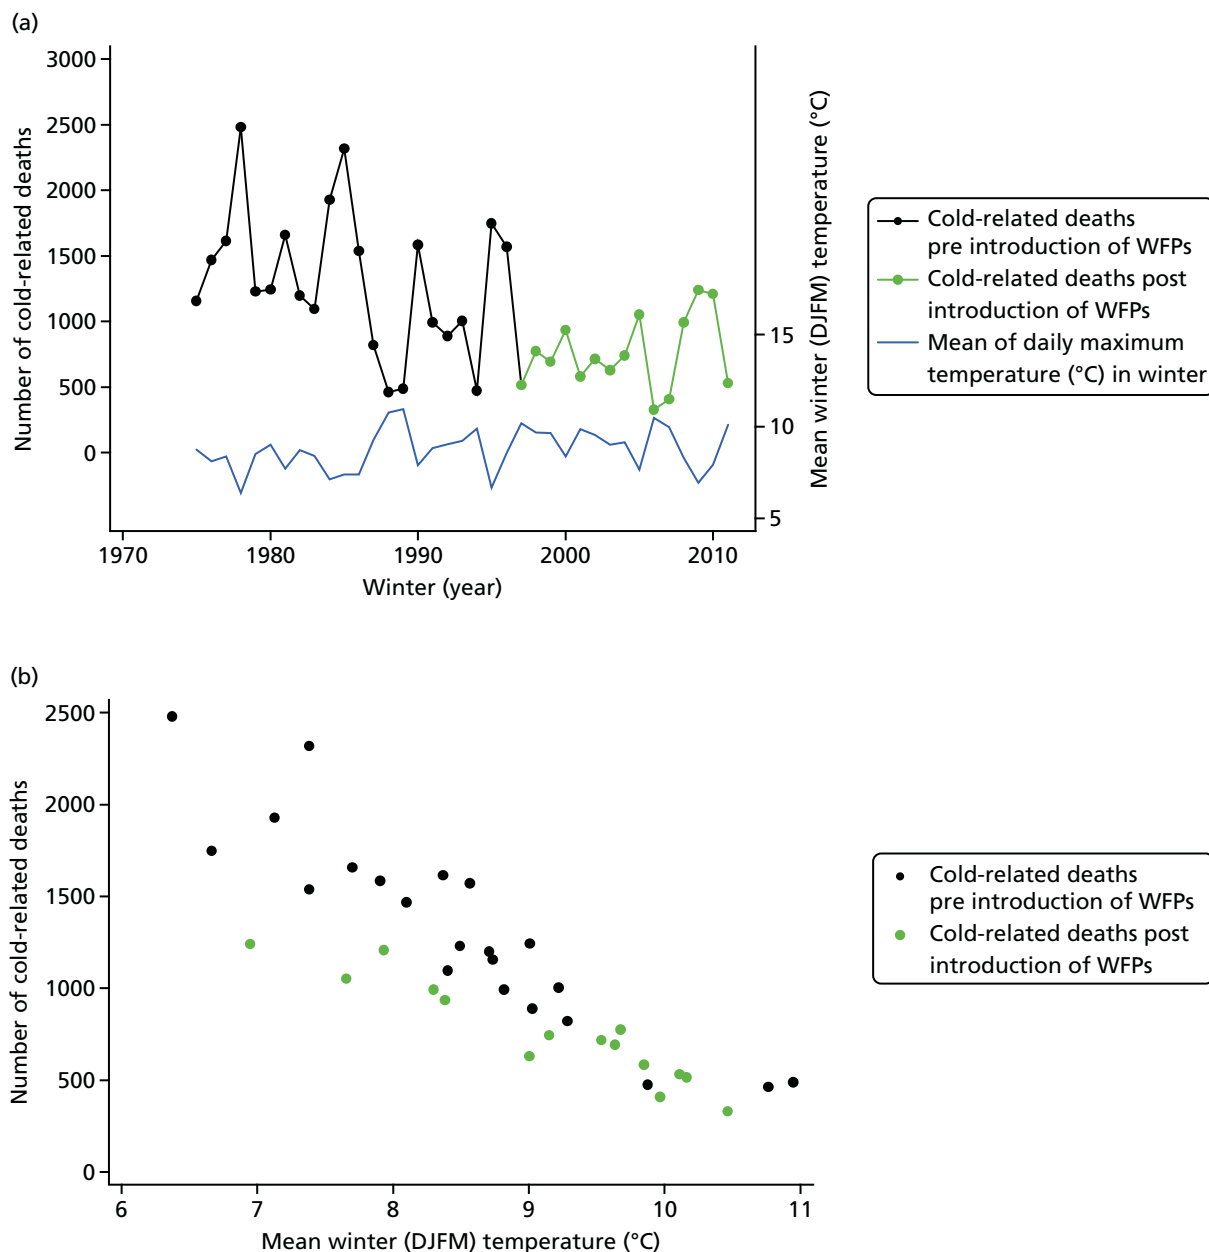 (a)
3000
2500
2000
1500
1000
500
0
Number of cold-related deaths
15
10
5
Mean winter (DJFM) temperature (°C)
1970
1980
1990
2000
2010
Winter (year)
Cold-related deaths
pre introduction of WFPs
Cold-related deaths post
introduction of WFPs
Mean of daily maximum
temperature (°C) in winter
(b)
2500
2000
1500
1000
500
0
Number of cold-related deaths
6
7
8
9
10
11
Mean winter (DJFM) temperature (°C)
Cold-related deaths
pre introduction of WFPs
Cold-related deaths post
introduction of WFPs